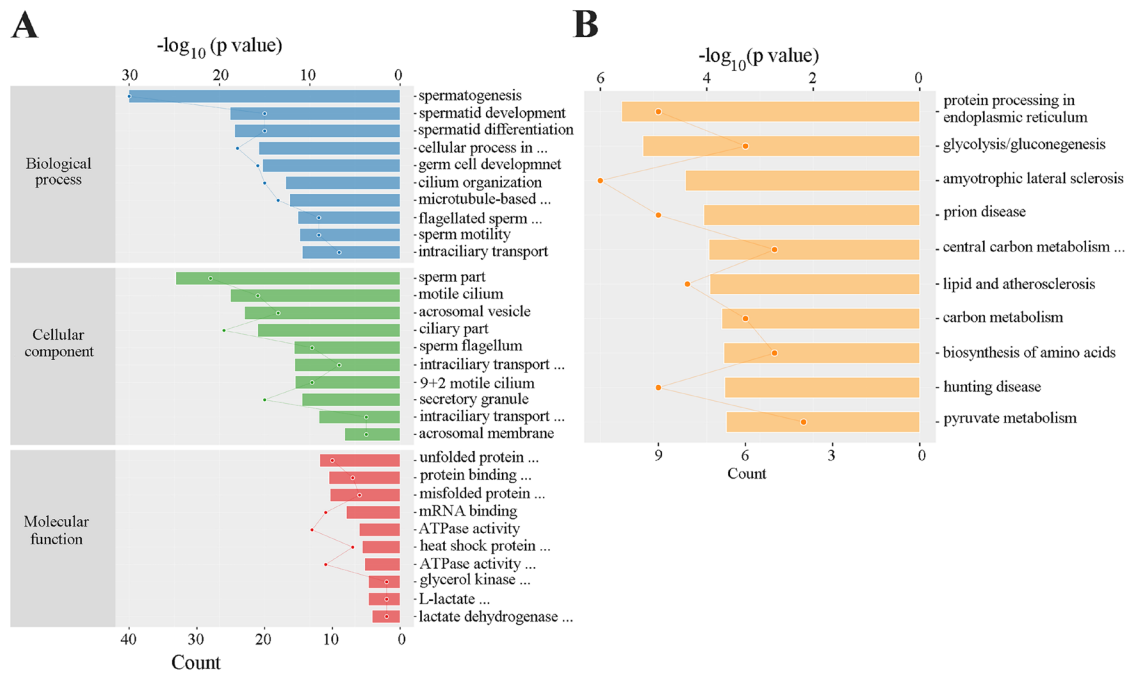 A
-log10 (p value)
30 20 10 0
Biological
process
spermatogenesis
spermatid development
spermatid differentiation
cellular process in ...
germ cell developmnet
cilium organization
microtubule-based ...
flagellated sperm ...
sperm motility
intraciliary transport
Cellular
component
sperm part
motile cilium
acrosomal vesicle
ciliary part
sperm flagellum
intraciliary transport ...
9+2 motile cilium
secretory granule
intraciliary transport ...
acrosomal membrane
Molecular
function
unfolded protein ...
protein binding ...
misfolded protein ...
mRNA binding
ATPase activity
heat shock protein ...
ATPase activity ...
glycerol kinase ...
L-lactate ...
lactate dehydrogenase ...
40 30 20 10 0
Count
B
-log10(p value)
6 4 2 0
protein processing in
endoplasmic reticulum
glycolysis/gluconegenesis
amyotrophic lateral sclerosis
prion disease
central carbon metabolism ...
lipid and atherosclerosis
carbon metabolism
biosynthesis of amino acids
hunting disease
pyruvate metabolism
9 6 3 0
Count